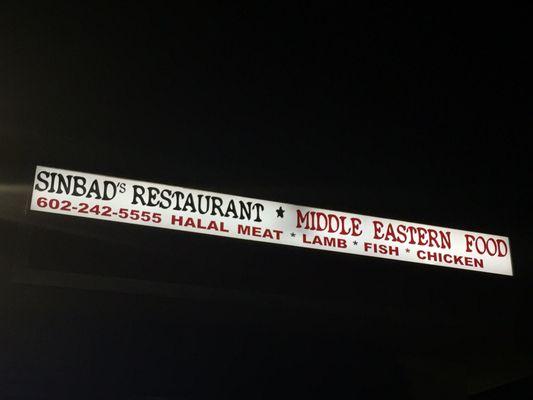 SINBAD'S RESTAURANT ★ MIDDLE EASTERN FOOD
602-242-5555 HALAL MEAT * LAMB * FISH * CHICKEN